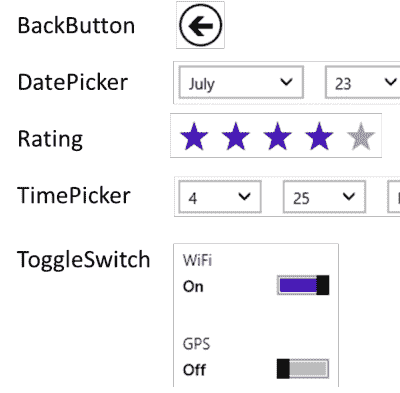 BackButton
DatePicker
July 23
Rating
TimePicker
4 25
ToggleSwitch
WiFi
On
GPS
Off